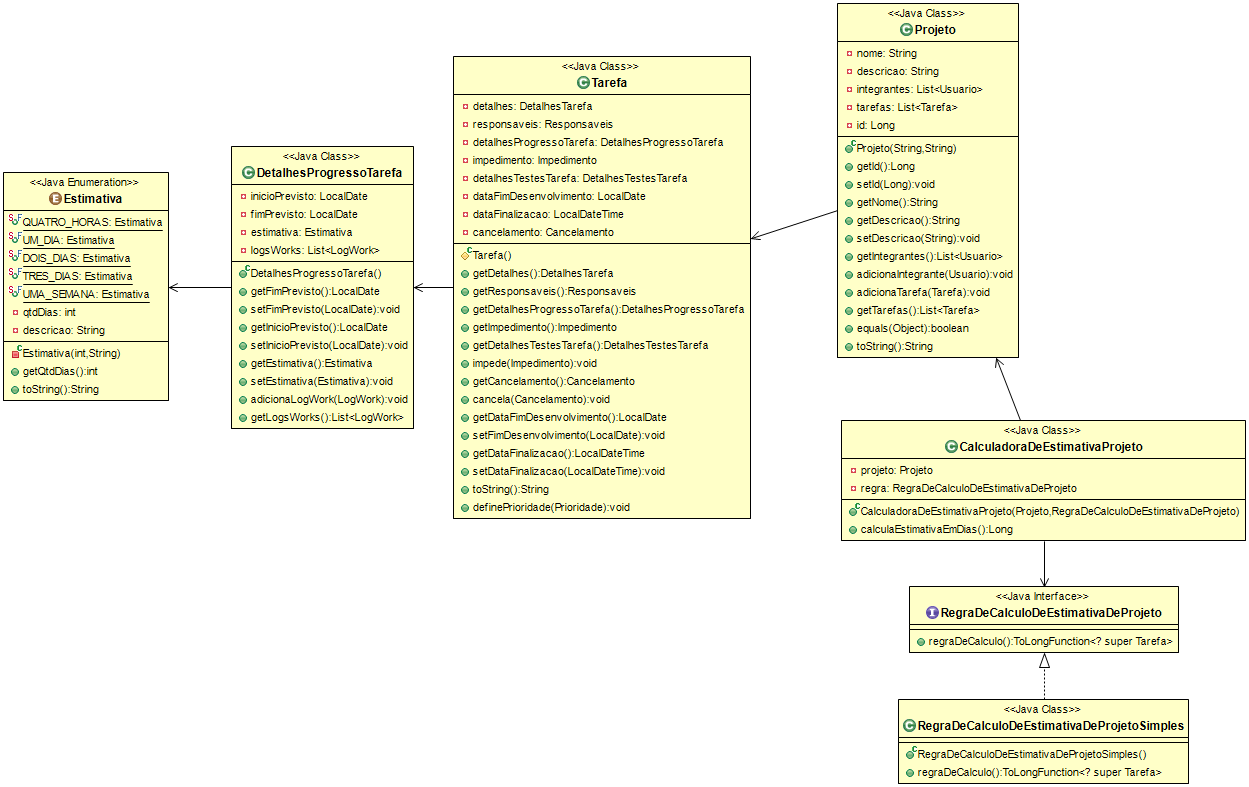 <<Java Enumeration>>
Estimativa
QUATRO_HORAS: Estimativa
UM_DIA: Estimativa
DOIS_DIAS: Estimativa
TRES_DIAS: Estimativa
UMA_SEMANA: Estimativa
qtdDias: int
descricao: String
Estimativa(int,String)
getQtdDias():int
toString():String
<<Java Class>>
DetalhesProgressoTarefa
inicioPrevisto: LocalDate
fimPrevisto: LocalDate
estimativa: Estimativa
logsWorks: List<LogWork>
DetalhesProgressoTarefa()
getFimPrevisto():LocalDate
setFimPrevisto(LocalDate):void
getInicioPrevisto():LocalDate
setInicioPrevisto(LocalDate):void
getEstimativa():Estimativa
setEstimativa(Estimativa):void
adicionaLogWork(LogWork):void
getLogsWorks():List<LogWork>
<<Java Class>>
Tarefa
detalhes: DetalhesTarefa
responsaveis: Responsaveis
detalhesProgressoTarefa: DetalhesProgressoTarefa
impedimento: Impedimento
detalhesTestesTarefa: DetalhesTestesTarefa
dataFimDesenvolvimento: LocalDate
dataFinalizacao: LocalDateTime
cancelamento: Cancelamento
Tarefa()
getDetalhes():DetalhesTarefa
getResponsaveis():Responsaveis
getDetalhesProgressoTarefa():DetalhesProgressoTarefa
getImpedimento():Impedimento
getDetalhesTestesTarefa():DetalhesTestesTarefa
impede(Impedimento):void
getCancelamento():Cancelamento
cancela(Cancelamento):void
getDataFimDesenvolvimento():LocalDate
setFimDesenvolvimento(LocalDate):void
getDataFinalizacao():LocalDateTime
setDataFinalizacao(LocalDateTime):void
toString():String
definePrioridade(Prioridade):void
<<Java Class>>
Projeto
nome: String
descricao: String
integrantes: List<Usuario>
tarefas: List<Tarefa>
id: Long
Projeto(String,String)
getId():Long
setId(Long):void
getNome():String
getDescricao():String
setDescricao(String):void
getIntegrantes():List<Usuario>
adicionaIntegrante(Usuario):void
adicionaTarefa(Tarefa):void
getTarefas():List<Tarefa>
equals(Object):boolean
toString():String
<<Java Class>>
CalculadoraDeEstimativaProjeto
projeto: Projeto
regra: RegraDeCalculoDeEstimativaDeProjeto
CalculadoraDeEstimativaProjeto(Projeto,RegraDeCalculoDeEstimativaDeProjeto)
calculaEstimativaEmDias():Long
<<Java Interface>>
RegraDeCalculoDeEstimativaDeProjeto
regraDeCalculo():ToLongFunction<? super Tarefa>
<<Java Class>>
RegraDeCalculoDeEstimativaDeProjetoSimples
RegraDeCalculoDeEstimativaDeProjetoSimples()
regraDeCalculo():ToLongFunction<? super Tarefa>